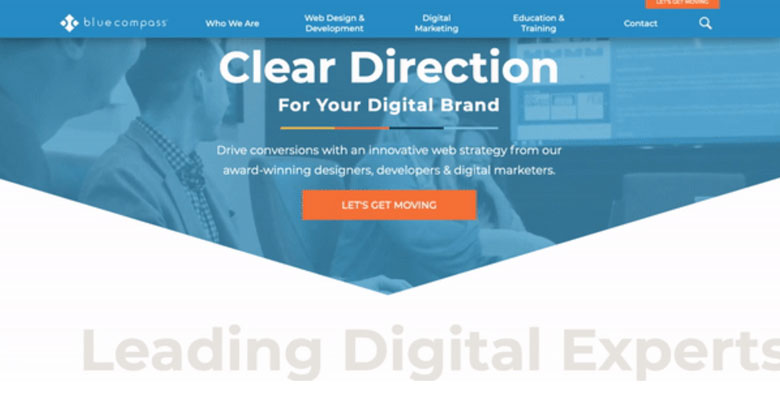 LET'S GET MOVING
blue compass
Who We Are
Web Design &
Development
Digital
Marketing
Education &
Training
Contact
Clear Direction
For Your Digital Brand
Drive conversions with an innovative web strategy from our
award-winning designers, developers & digital marketers.
LET'S GET MOVING
Leading Digital Experts